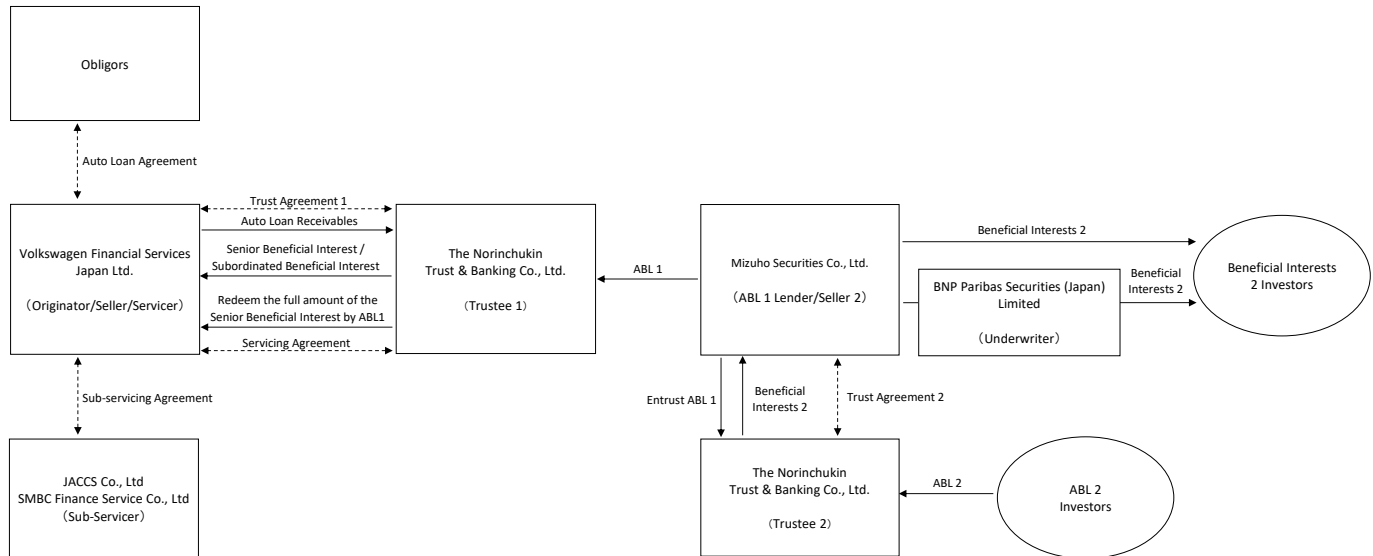 Obligors
Auto Loan Agreement
Volkswagen Financial Services
Japan Ltd.
（Originator/Seller/Servicer）
Trust Agreement 1
Auto Loan Receivables
Senior Beneficial Interest /
Subordinated Beneficial Interest
Redeem the full amount of the
Senior Beneficial Interest by ABL1
Servicing Agreement
The Norinchukin
Trust & Banking Co., Ltd.
（Trustee 1）
ABL 1
Mizuho Securities Co., Ltd.
（ABL 1 Lender/Seller 2）
Beneficial Interests 2
BNP Paribas Securities (Japan)
Limited
（Underwriter）
Beneficial
Interests 2
Beneficial Interests
2 Investors
Sub-servicing Agreement
JACCS Co., Ltd
SMBC Finance Service Co., Ltd
（Sub-Servicer）
Entrust ABL 1
Beneficial
Interests 2
Trust Agreement 2
The Norinchukin
Trust & Banking Co., Ltd.
（Trustee 2）
ABL 2
ABL 2
Investors